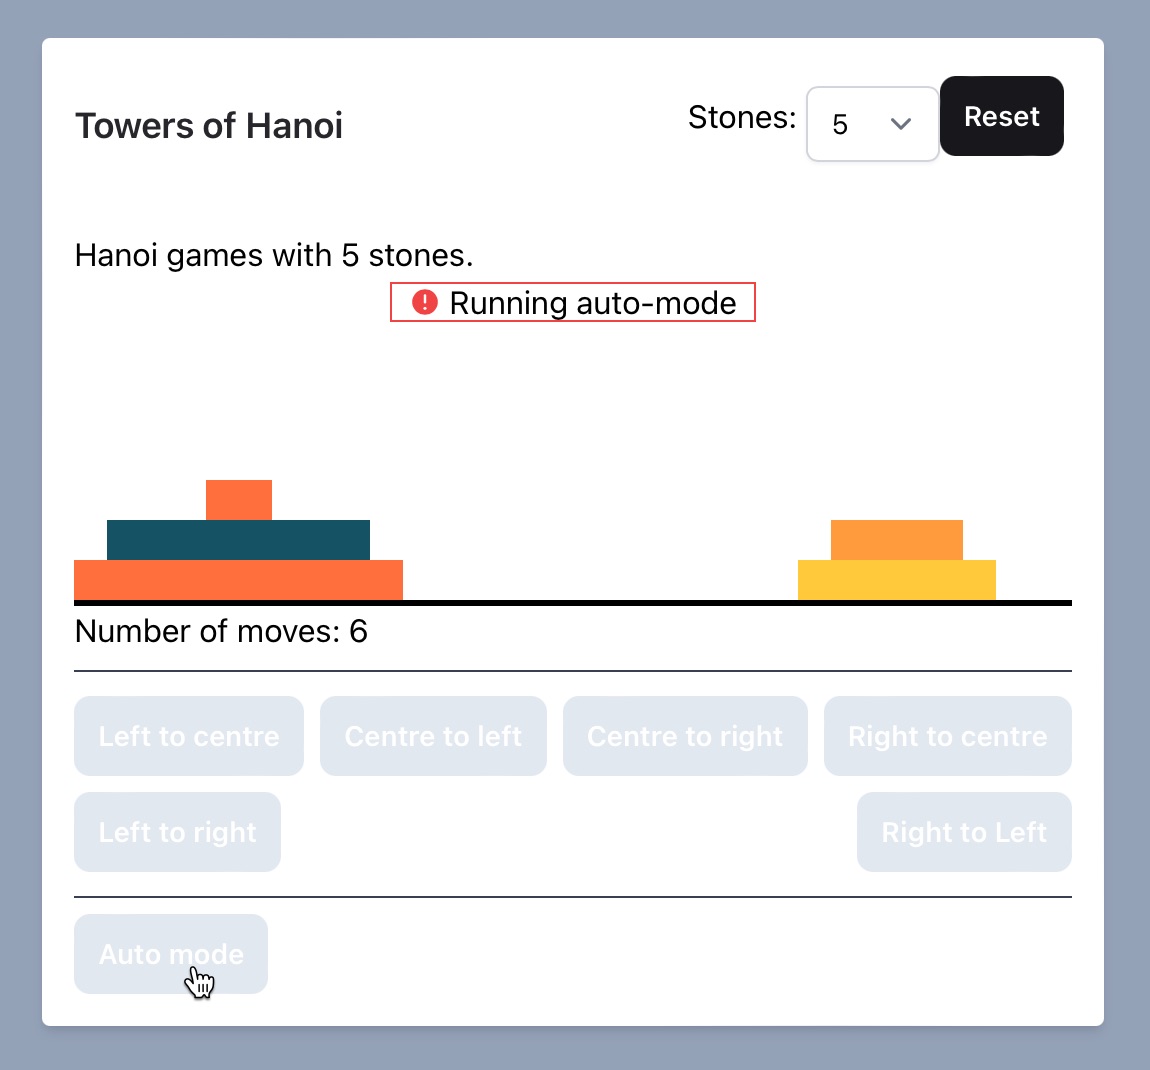 Towers of Hanoi
Stones: 5 Reset
Hanoi games with 5 stones.
Running auto-mode
Number of moves: 6
Left to centre Centre to left Centre to right Right to centre
Left to right Right to Left
Auto mode